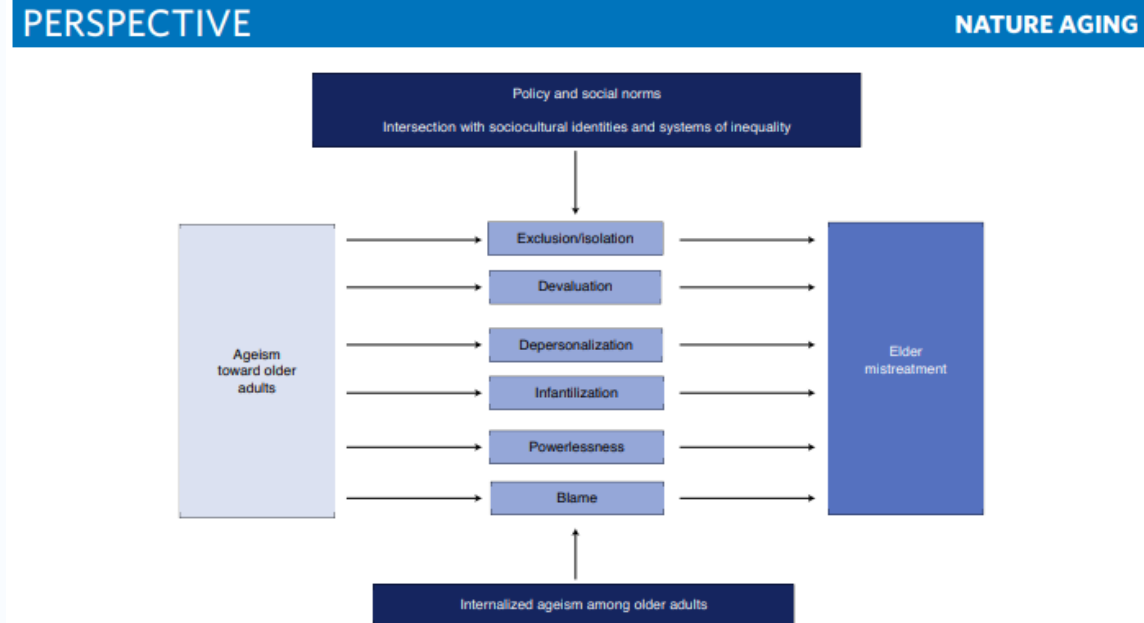 PERSPECTIVE
NATURE AGING
Policy and social norms
Intersection with sociocultural identities and systems of inequality
Ageism
toward older
adults
Exclusion/isolation
Devaluation
Depersonalization
Infantilization
Powerlessness
Blame
Elder
mistreatment
Internalized ageism among older adults